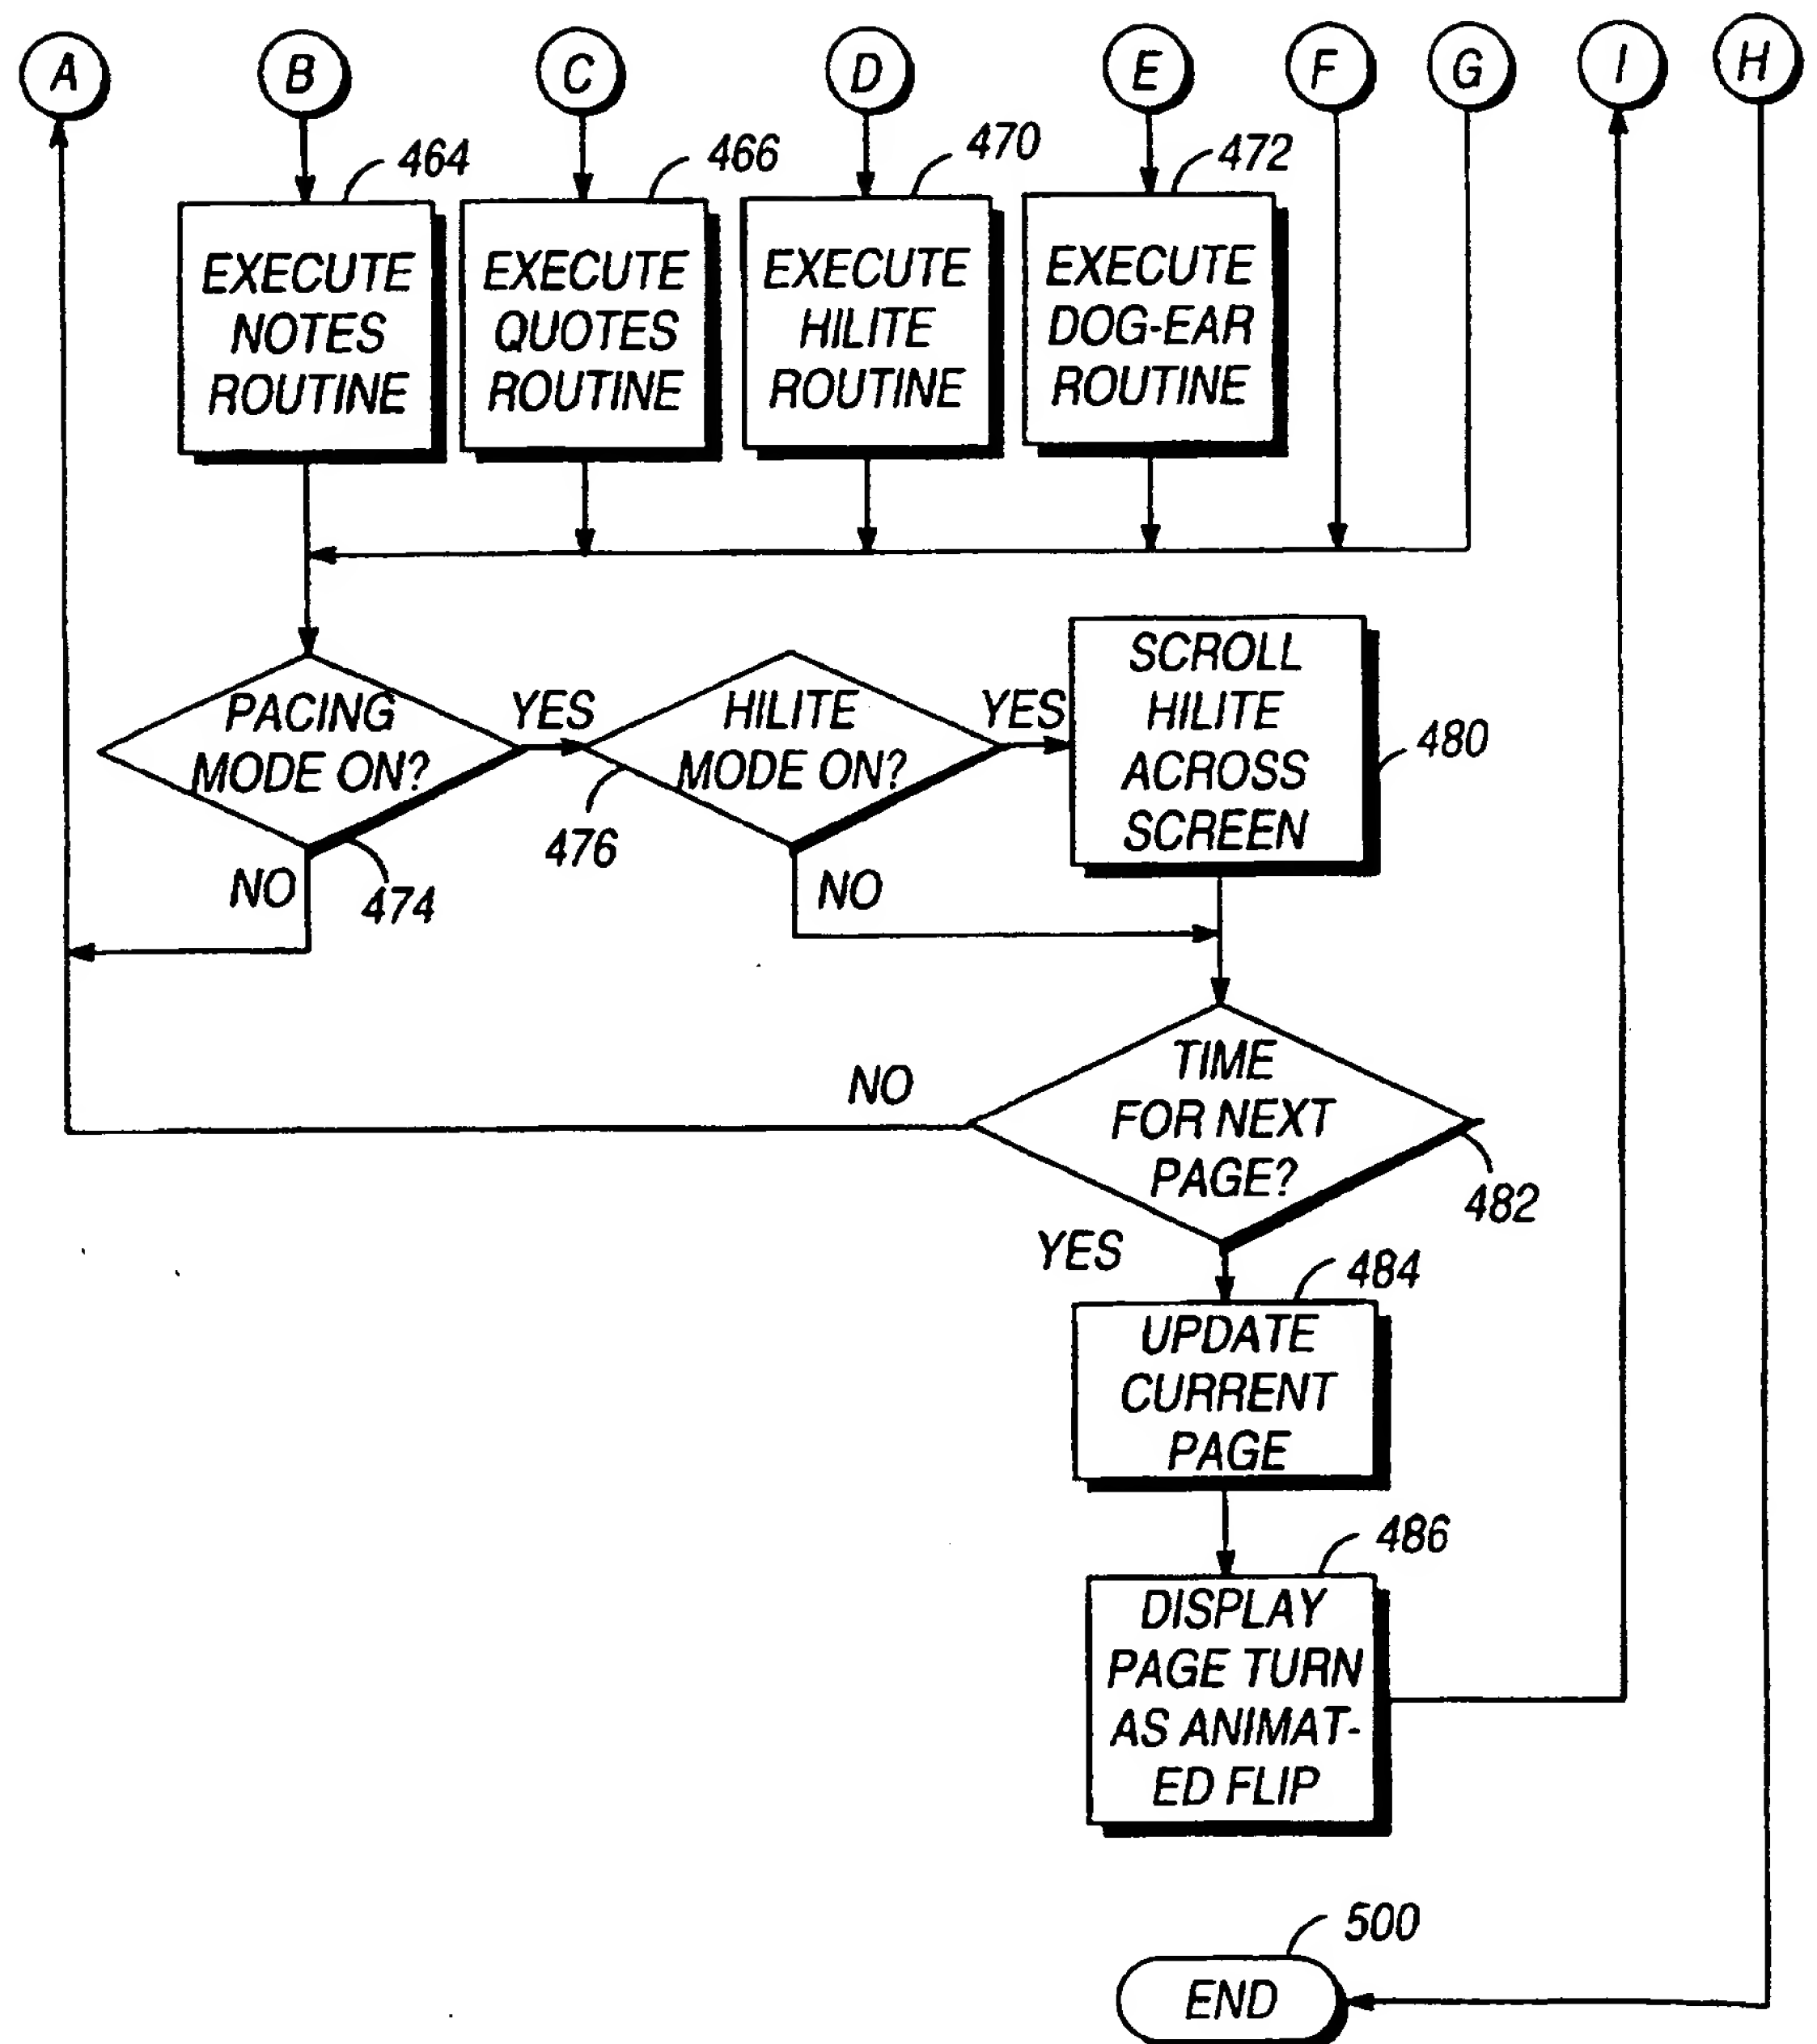 A
B
C
D
E
F
G
I
H
464
466
470
472
EXECUTE
NOTES
ROUTINE
EXECUTE
QUOTES
ROUTINE
EXECUTE
HILITE
ROUTINE
EXECUTE
DOG-EAR
ROUTINE
PACING
MODE ON?
YES
HILITE
MODE ON?
YES
SCROLL
HILITE
ACROSS
SCREEN
480
476
NO
474
NO
NO
TIME
FOR NEXT
PAGE?
482
YES
484
UPDATE
CURRENT
PAGE
486
DISPLAY
PAGE TURN
AS ANIMAT-
ED FLIP
500
END